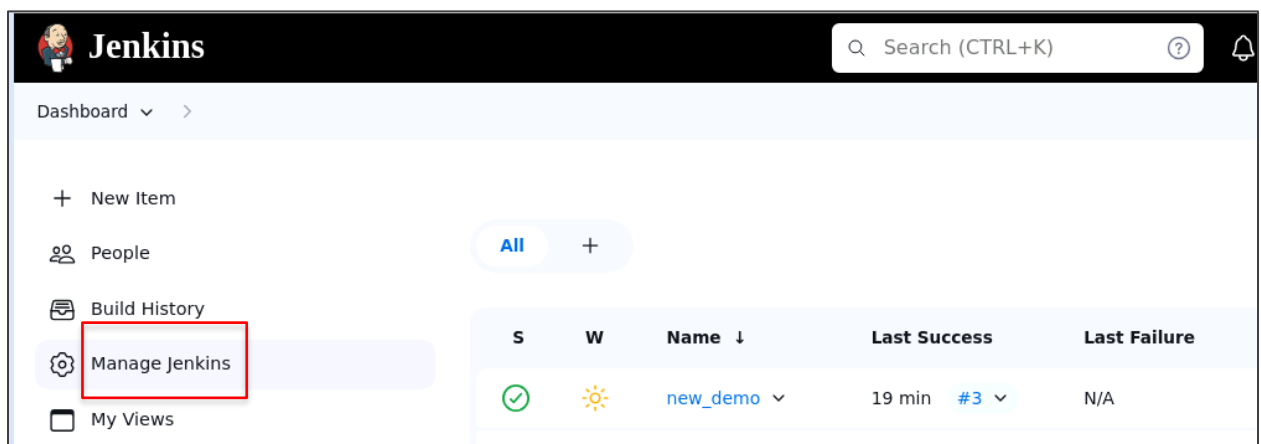 Jenkins
Search (CTRL+K)
Dashboard
New Item
People
Build History
Manage Jenkins
My Views
All +
S W Name ↓ Last Success Last Failure
new_demo 19 min #3 N/A